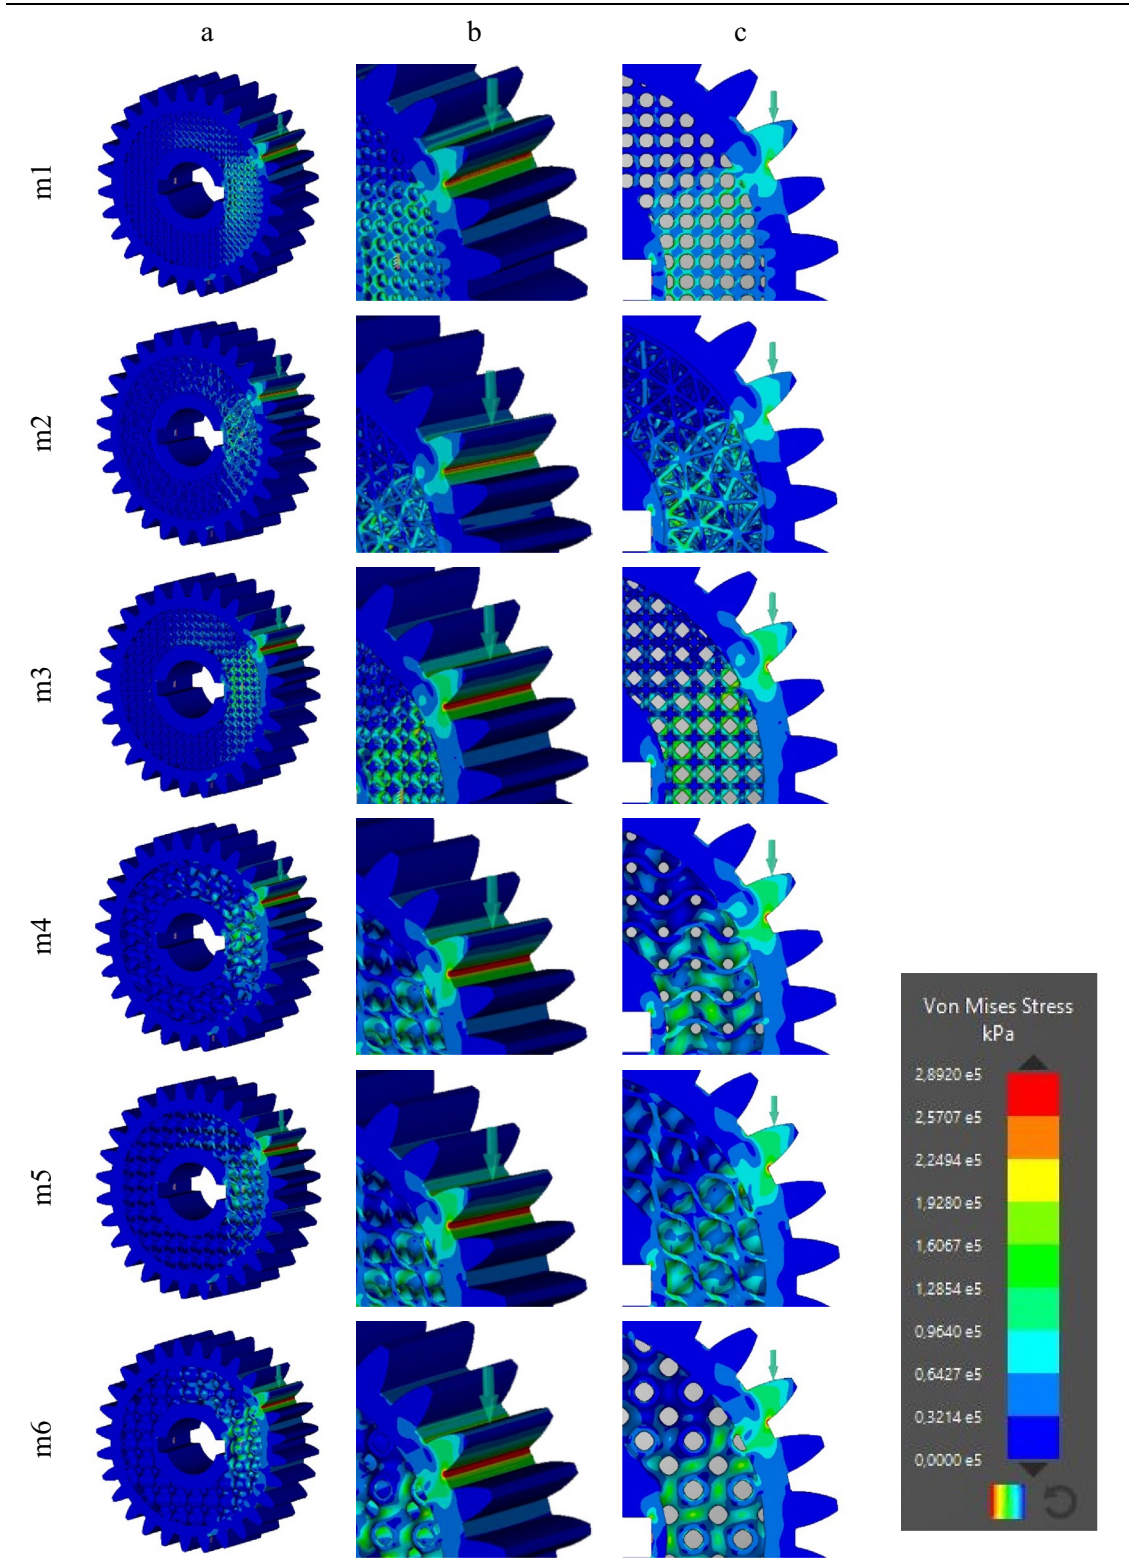 a b c
m1
m2
m3
m4
m5
m6
Von Mises Stress
kPa
2,8920 e5
2,5707 e5
2,2494 e5
1,9280 e5
1,6067 e5
1,2854 e5
0,9640 e5
0,6427 e5
0,3214 e5
0,0000 e5